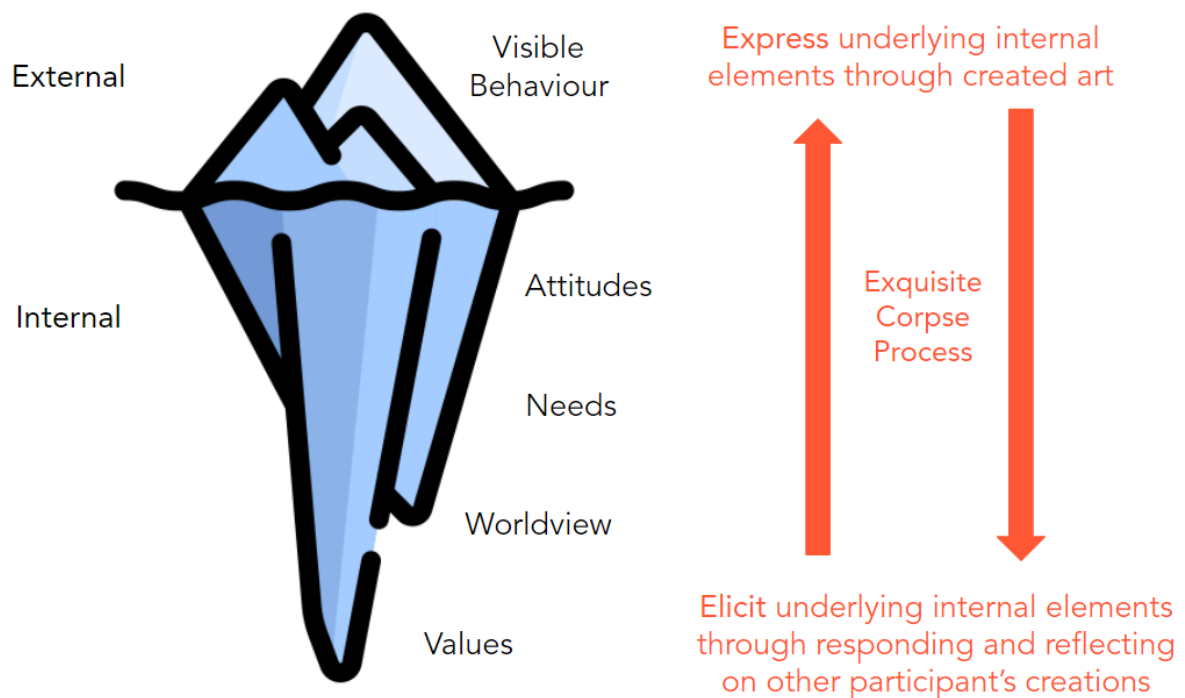 External
Visible
Behaviour
Internal
Attitudes
Needs
Worldview
Values
Express underlying internal
elements through created art
Exquisite
Corpse
Process
Elicit underlying internal elements
through responding and reflecting
on other participant's creations